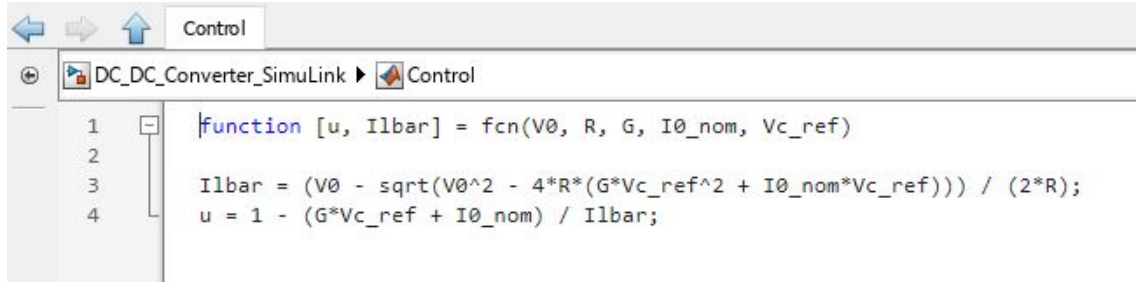 Control
DC_DC_Converter_SimuLink Control
1 function [u, Ilbar] = fcn(V0, R, G, I0_nom, Vc_ref)
2
3 Ilbar = (V0 - sqrt(V0^2 - 4*R*(G*Vc_ref^2 + I0_nom*Vc_ref))) / (2*R);
4 u = 1 - (G*Vc_ref + I0_nom) / Ilbar;